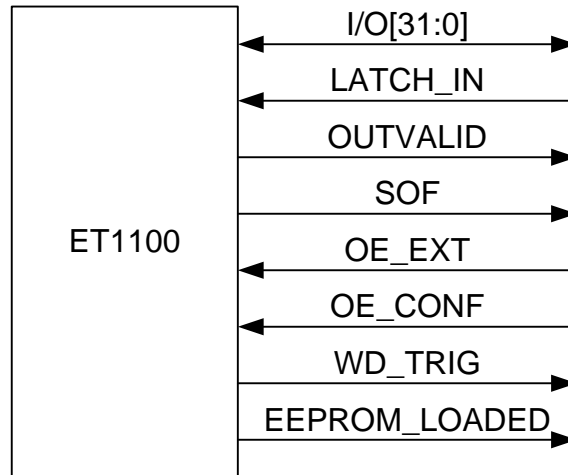 I/O[31:0]
LATCH_IN
OUTVALID
SOF
ET1100
OE_EXT
OE_CONF
WD_TRIG
EEPROM_LOADED